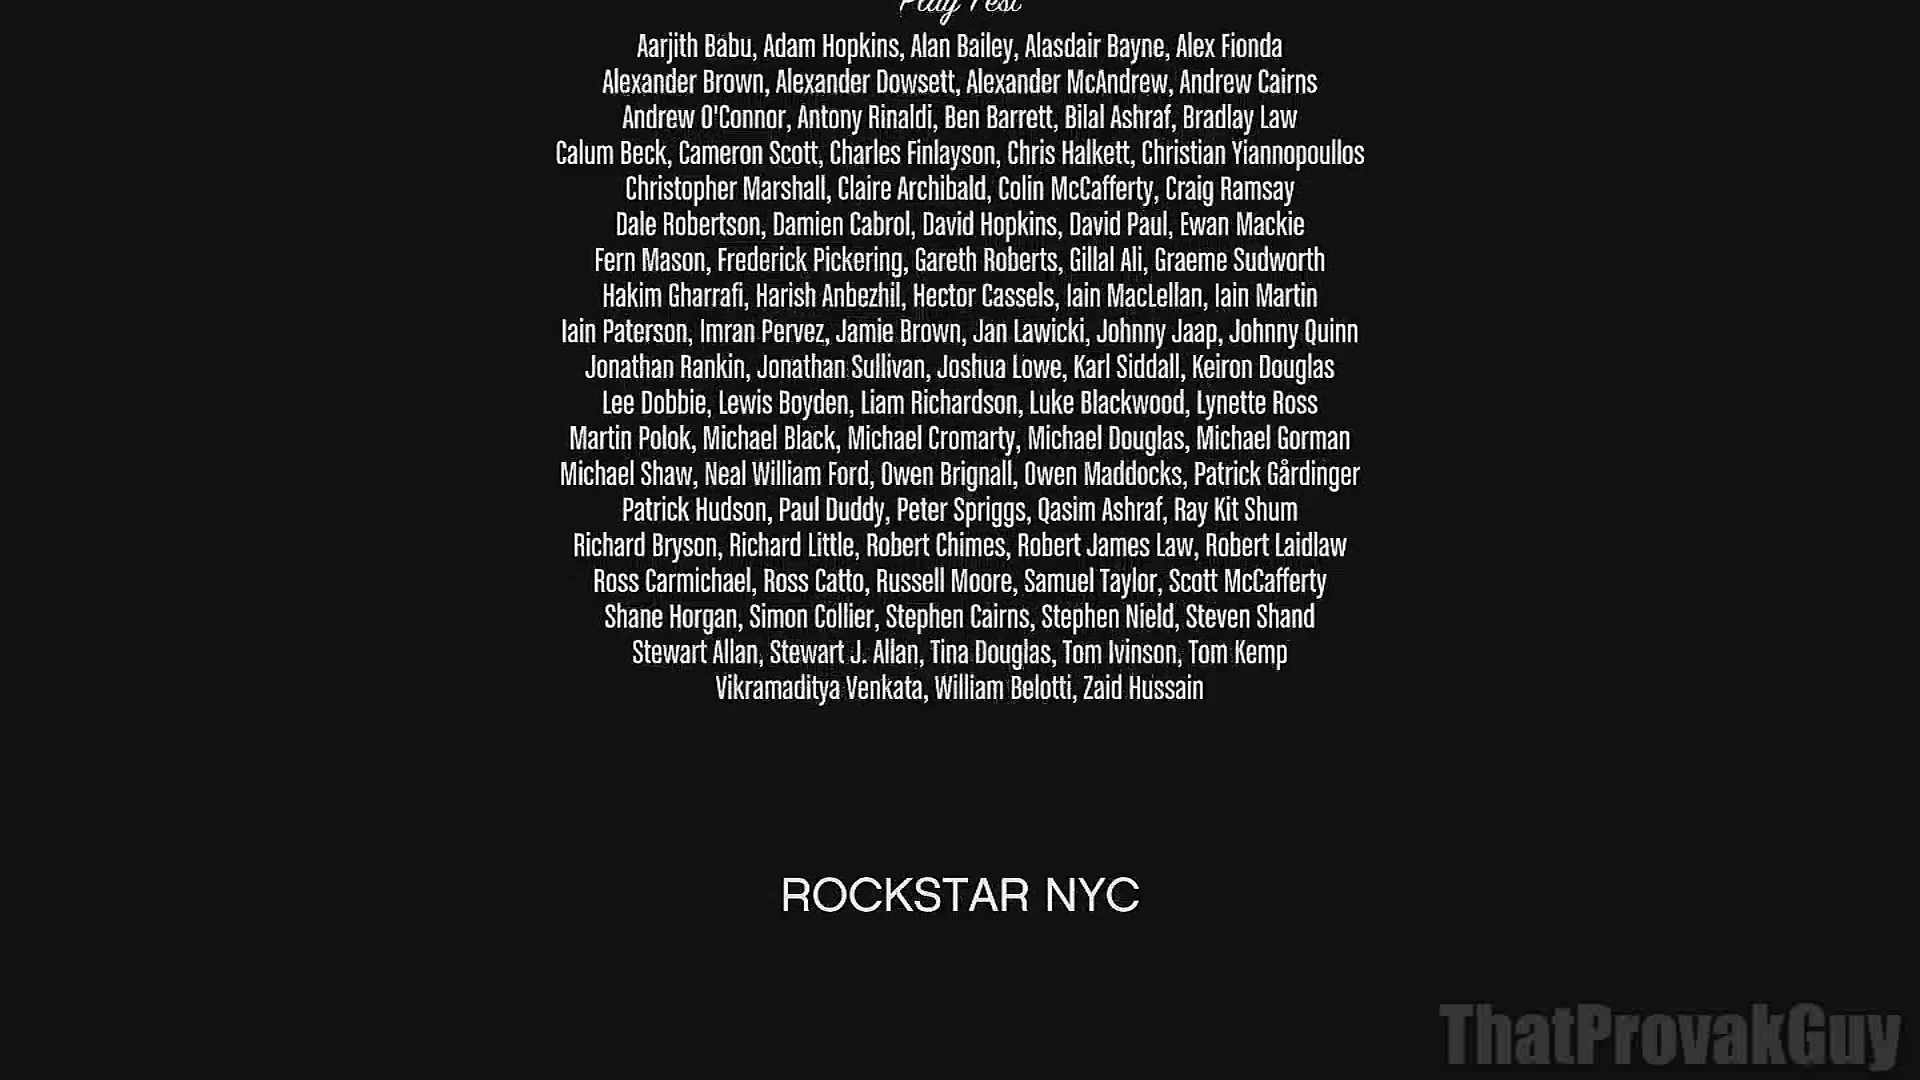 Play Test
Aarjith Babu, Adam Hopkins, Alan Bailey, Alasdair Bayne, Alex Fionda
Alexander Brown, Alexander Dowsett, Alexander McAndrew, Andrew Cairns
Andrew O'Connor, Antony Rinaldi, Ben Barrett, Bilal Ashraf, Bradlay Law
Calum Beck, Cameron Scott, Charles Finlayson, Chris Halkett, Christian Yiannopoullos
Christopher Marshall, Claire Archibald, Colin McCafferty, Craig Ramsay
Dale Robertson, Damien Cabrol, David Hopkins, David Paul, Ewan Mackie
Fern Mason, Frederick Pickering, Gareth Roberts, Gillal Ali, Graeme Sudworth
Hakim Gharrafi, Harish Anbezhil, Hector Cassels, Iain MacLellan, Iain Martin
Iain Paterson, Imran Pervez, Jamie Brown, Jan Lawicki, Johnny Jaap, Johnny Quinn
Jonathan Rankin, Jonathan Sullivan, Joshua Lowe, Karl Siddall, Keiron Douglas
Lee Dobbie, Lewis Boyden, Liam Richardson, Luke Blackwood, Lynette Ross
Martin Polok, Michael Black, Michael Cromarty, Michael Douglas, Michael Gorman
Michael Shaw, Neal William Ford, Owen Brignall, Owen Maddocks, Patrick Gårdinger
Patrick Hudson, Paul Duddy, Peter Spriggs, Qasim Ashraf, Ray Kit Shum
Richard Bryson, Richard Little, Robert Chimes, Robert James Law, Robert Laidlaw
Ross Carmichael, Ross Catto, Russell Moore, Samuel Taylor, Scott McCafferty
Shane Horgan, Simon Collier, Stephen Cairns, Stephen Nield, Steven Shand
Stewart Allan, Stewart J. Allan, Tina Douglas, Tom Ivinson, Tom Kemp
Vikramaditya Venkata, William Belotti, Zaid Hussain
ROCKSTAR NYC
ThatProvakGuy